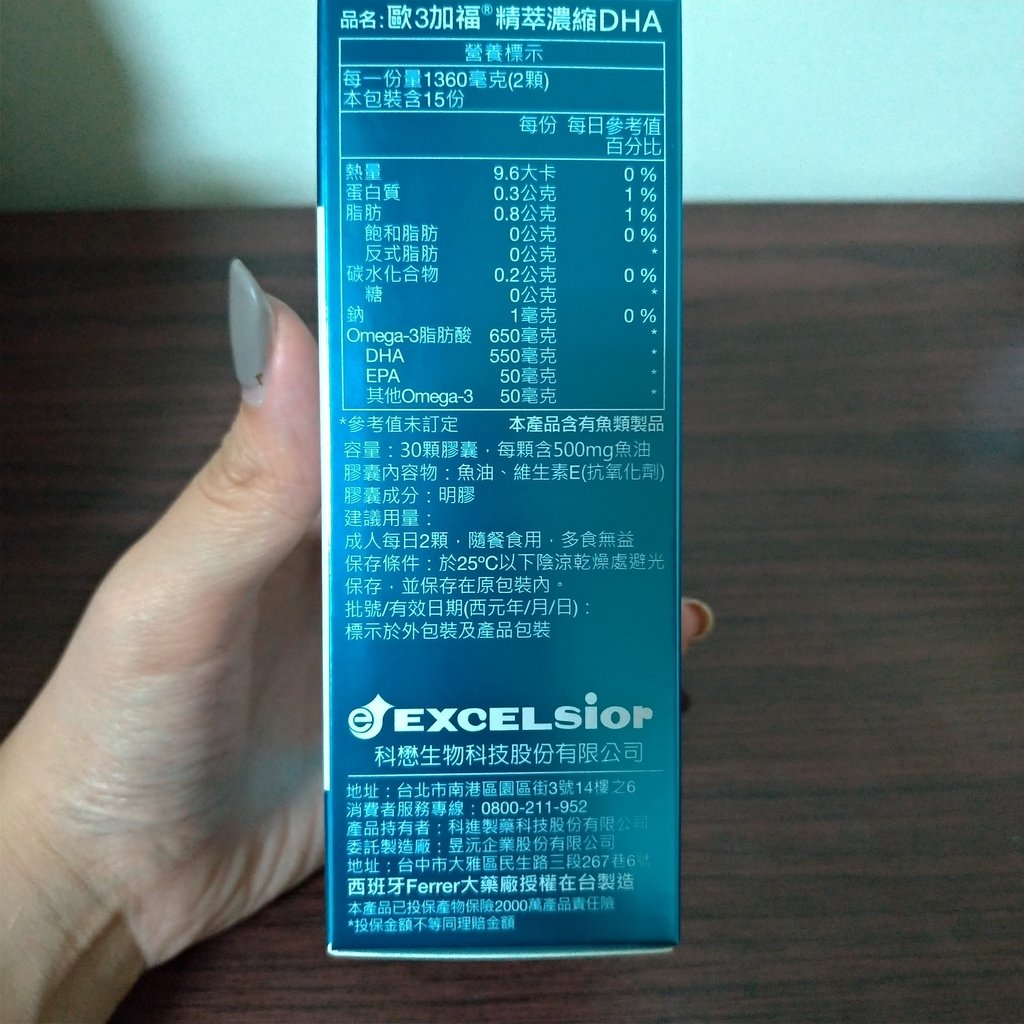 品名:歐3加福®精萃濃縮DHA
營養標示
每一份量1360毫克(2顆)
本包裝含15份
每份 每日參考值
百分比
熱量 9.6大卡 0%
蛋白質 0.3公克 1%
脂肪 0.8公克 1%
飽和脂肪 0公克 0%
反式脂肪 0公克 *
碳水化合物 0.2公克 0%
糖 0公克 *
鈉 1毫克 0%
Omega-3脂肪酸 650毫克 *
DHA 550毫克 *
EPA 50毫克 *
其他Omega-3 50毫克 *
*參考值未訂定 本產品含有魚類製品
容量：30顆膠囊，每顆含500mg魚油
膠囊內容物：魚油、維生素E(抗氧化劑)
膠囊成分：明膠
建議用量：
成人每日2顆，隨餐食用，多食無益
保存條件：於25ºC以下陰涼乾燥處避光
保存，並保存在原包裝內。
批號/有效日期(西元年/月/日)：
標示於外包裝及產品包裝
e EXCELSior
科懋生物科技股份有限公司
地址：台北市南港區園區街3號14樓之6
消費者服務專線：0800-211-952
產品持有者：科進製藥科技股份有限公司
委託製造廠：昱沅企業股份有限公司
地址：台中市大雅區民生路三段267巷6號
西班牙Ferrer大藥廠授權在台製造
本產品已投保產物保險2000萬產品責任險
*投保金額不等同理賠金額